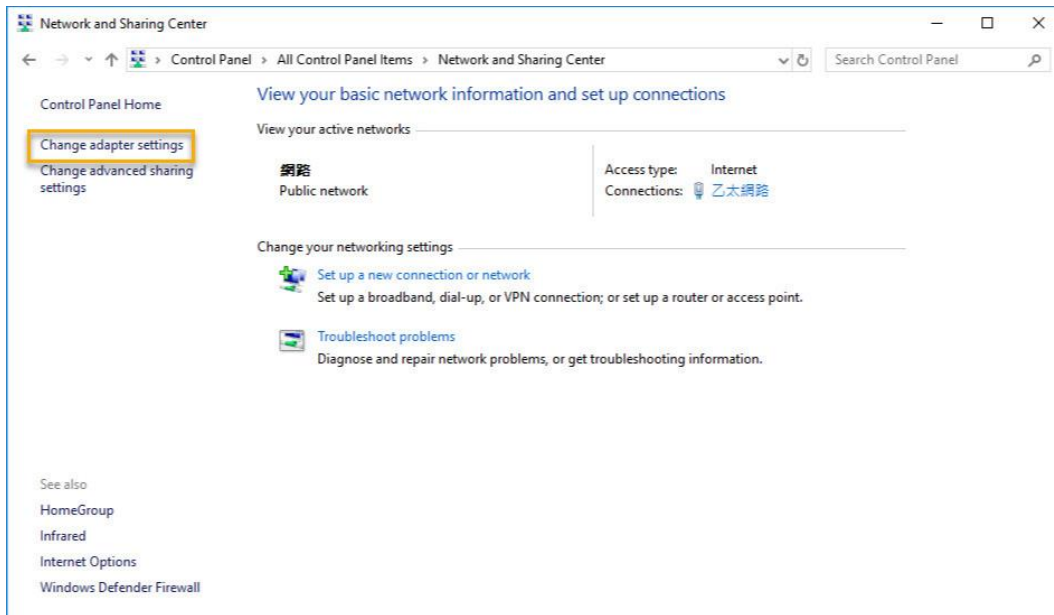 Network and Sharing Center
Control Panel > All Control Panel Items > Network and Sharing Center
Search Control Panel
Control Panel Home
Change adapter settings
Change advanced sharing
settings
View your basic network information and set up connections
View your active networks
網路
Public network
Access type: Internet
Connections: 乙太網路
Change your networking settings
Set up a new connection or network
Set up a broadband, dial-up, or VPN connection; or set up a router or access point.
Troubleshoot problems
Diagnose and repair network problems, or get troubleshooting information.
See also
HomeGroup
Infrared
Internet Options
Windows Defender Firewall